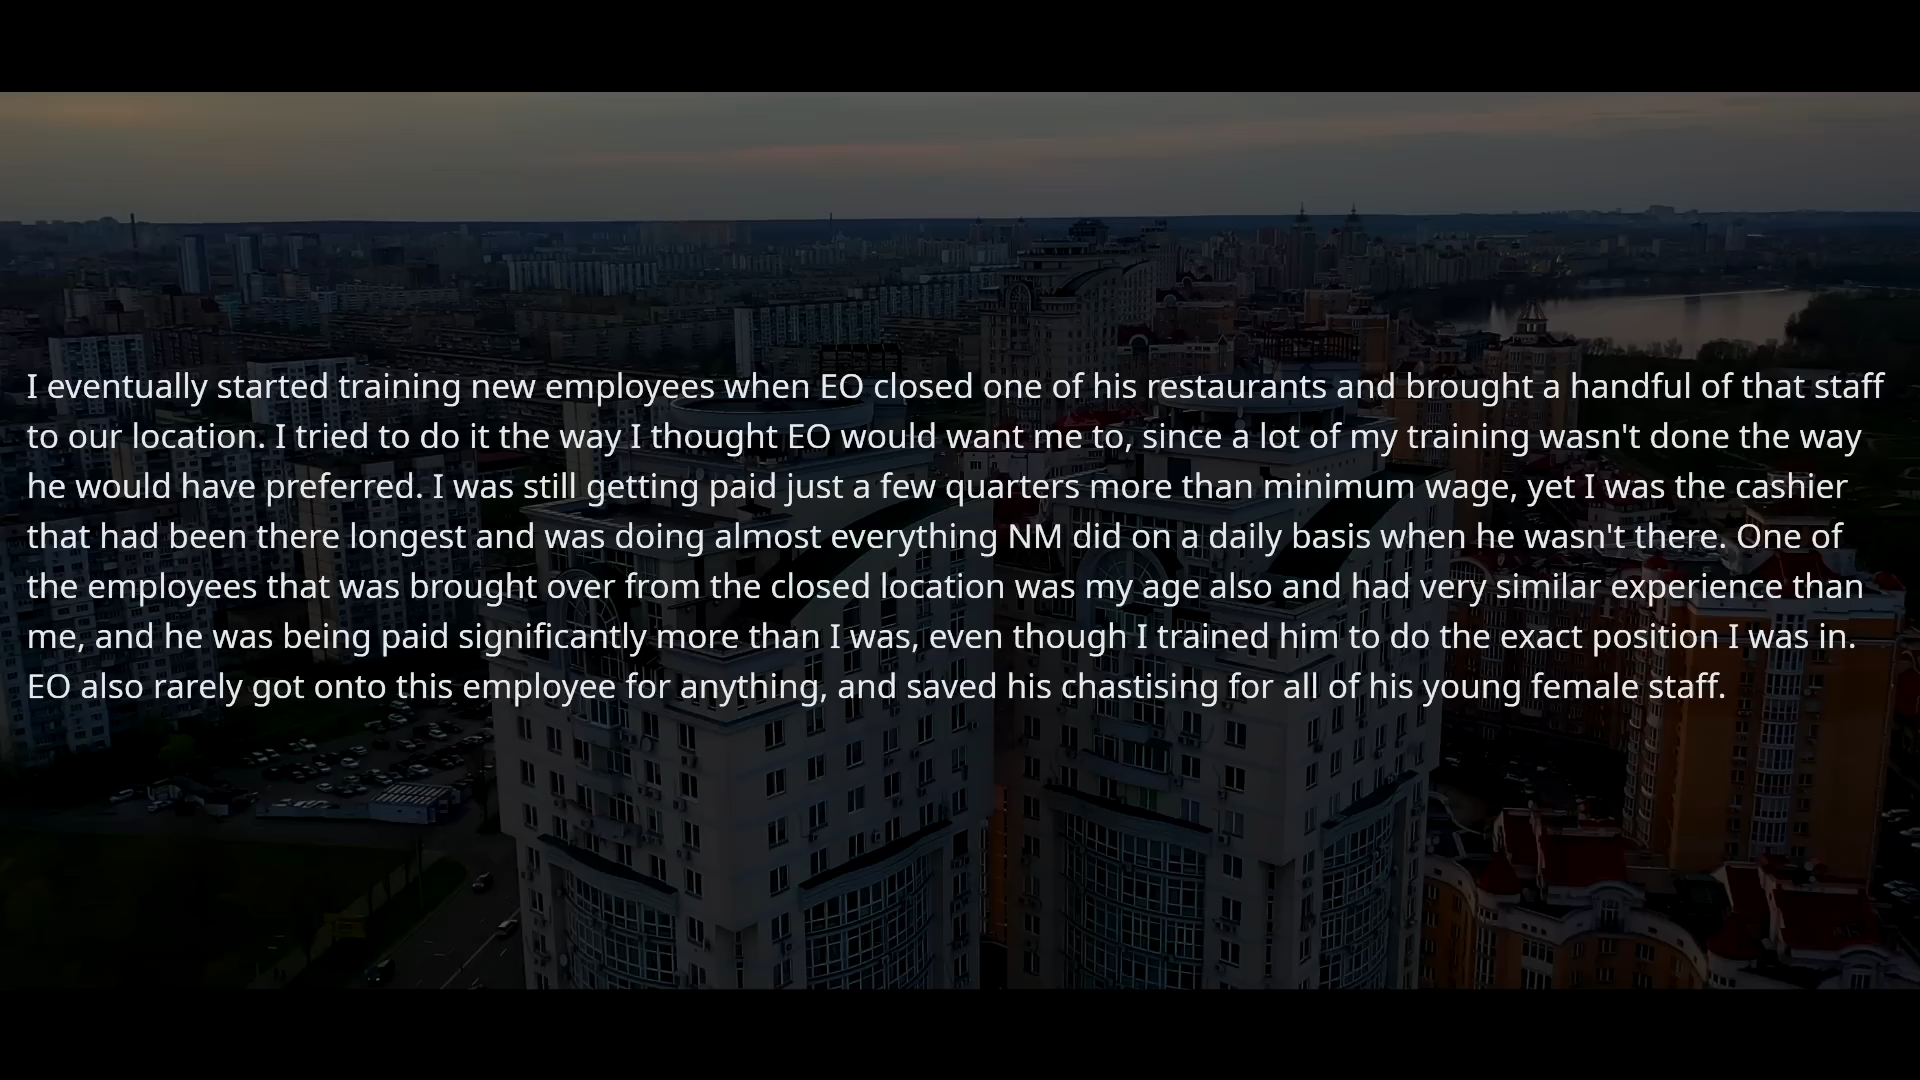 I eventually started training new employees when EO closed one of his restaurants and brought a handful of that staff
to our location. I tried to do it the way I thought EO would want me to, since a lot of my training wasn't done the way
he would have preferred. I was still getting paid just a few quarters more than minimum wage, yet I was the cashier
that had been there longest and was doing almost everything NM did on a daily basis when he wasn't there. One of
the employees that was brought over from the closed location was my age also and had very similar experience than
me, and he was being paid significantly more than I was, even though I trained him to do the exact position I was in.
EO also rarely got onto this employee for anything, and saved his chastising for all of his young female staff.